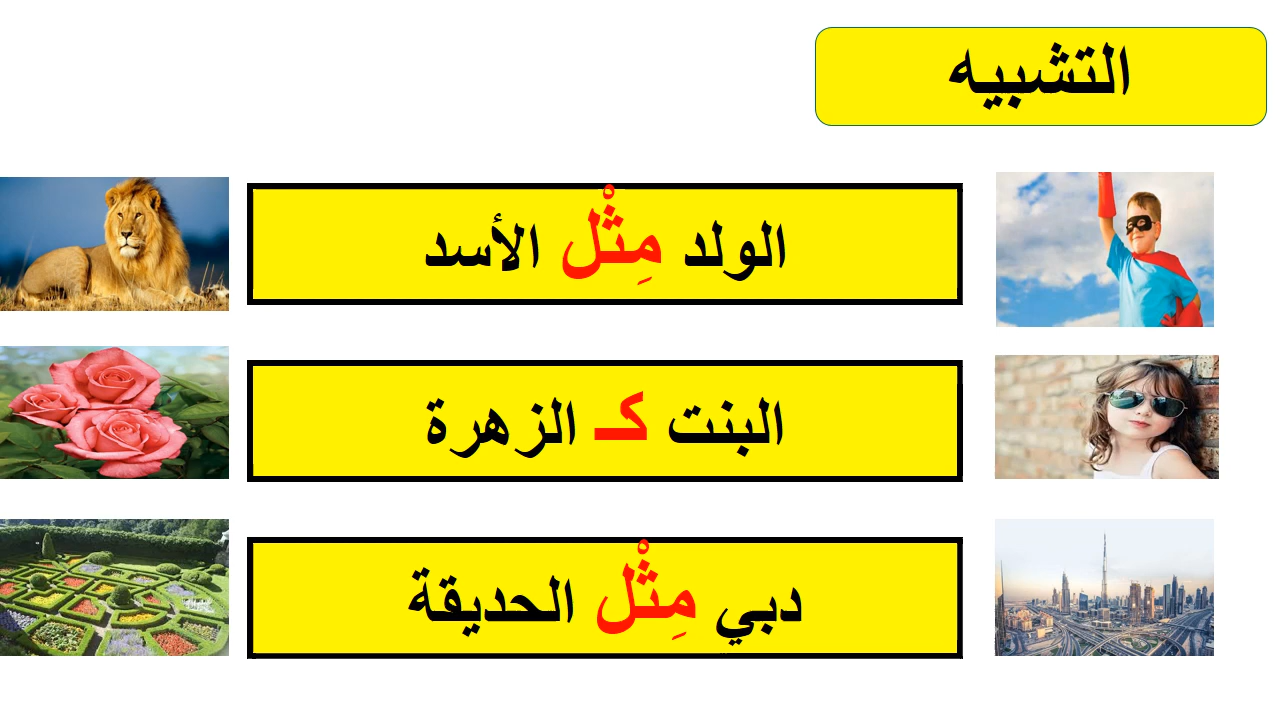 التشبيه
الولد مِثْل الأسد
البنت كـ الزهرة
دبي مِثْل الحديقة